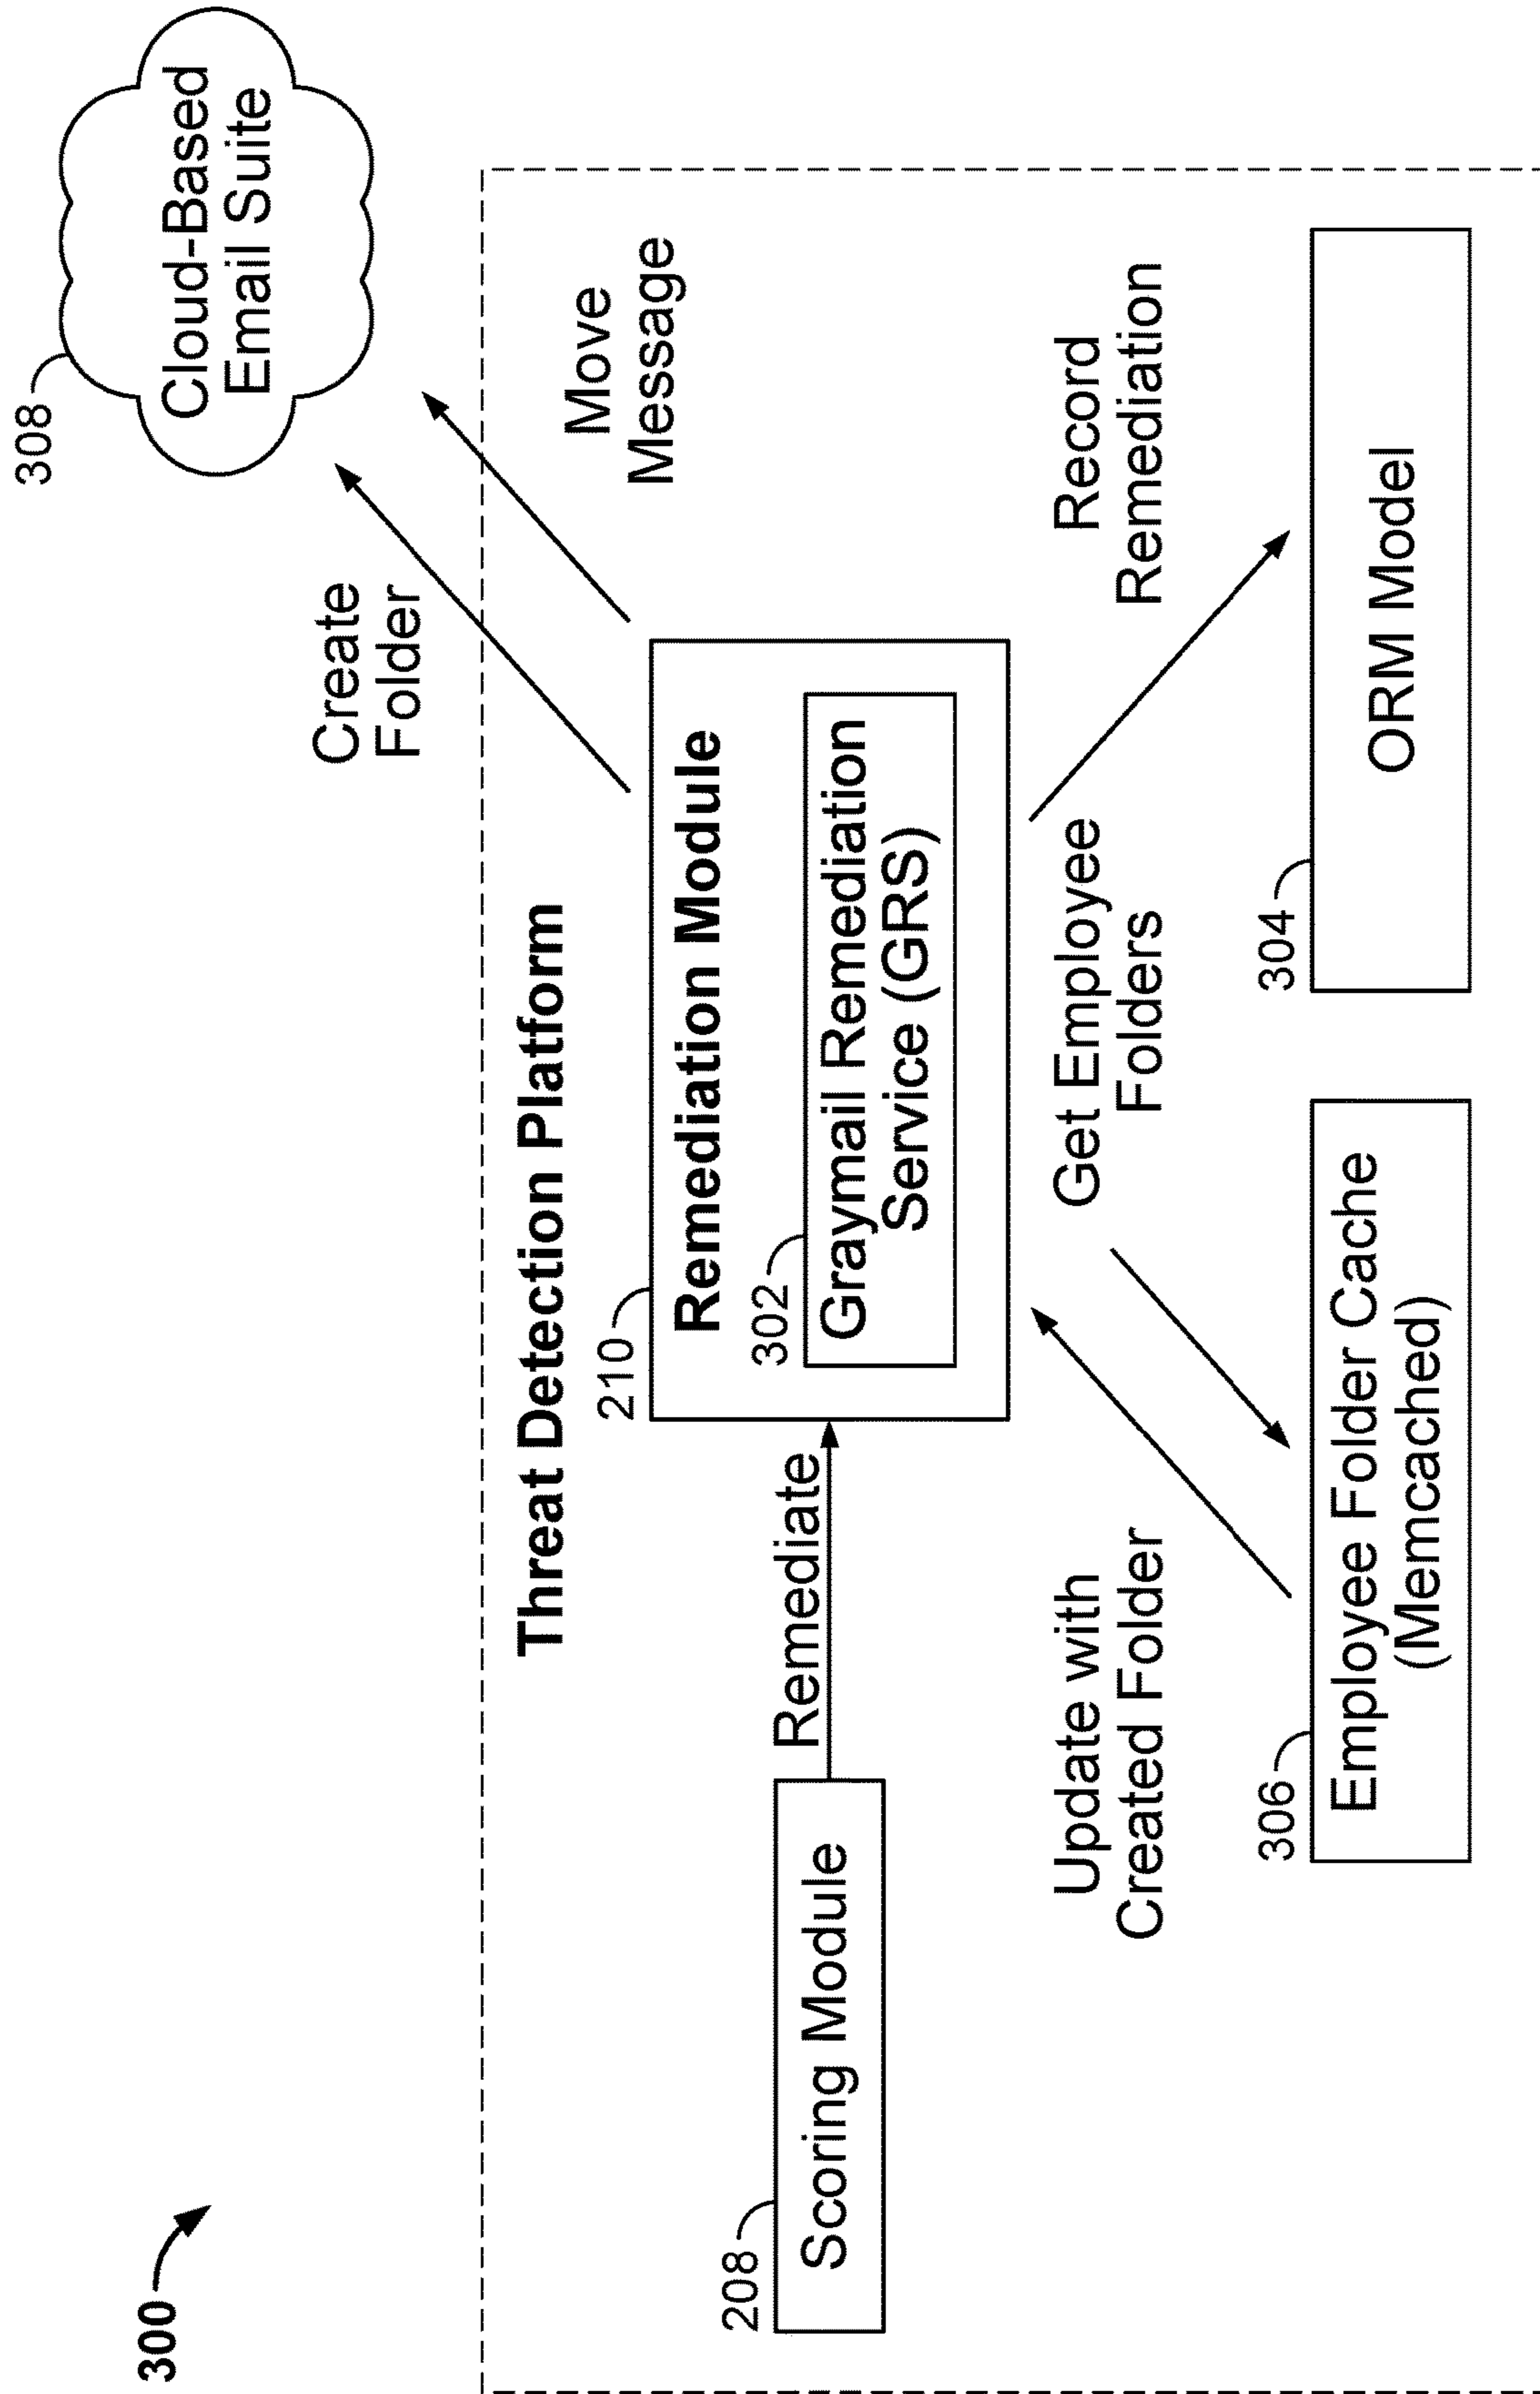 300
308
Cloud-Based
Email Suite
Create
Folder
Move
Message
Threat Detection Platform
210
Remediation Module
208
Scoring Module
Remediate
302
Graymail Remediation
Service (GRS)
Update with
Created Folder
Get Employee
Folders
Record
Remediation
306
Employee Folder Cache
(Memcached)
304
ORM Model